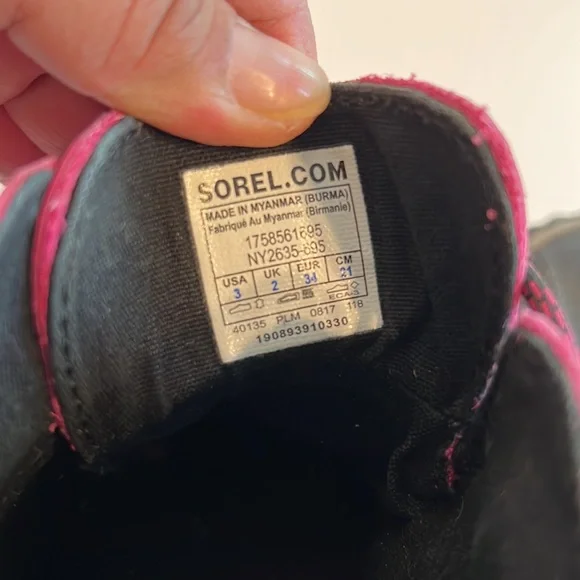 SOREL.COM
MADE IN MYANMAR (BURMA)
Fabriqué Au Myanmar (Birmanie)
1758561695
NY2635-695
USA UK EUR CM
3 2 34 21
ECAIS
40135 PLM 0817 118
190893910330